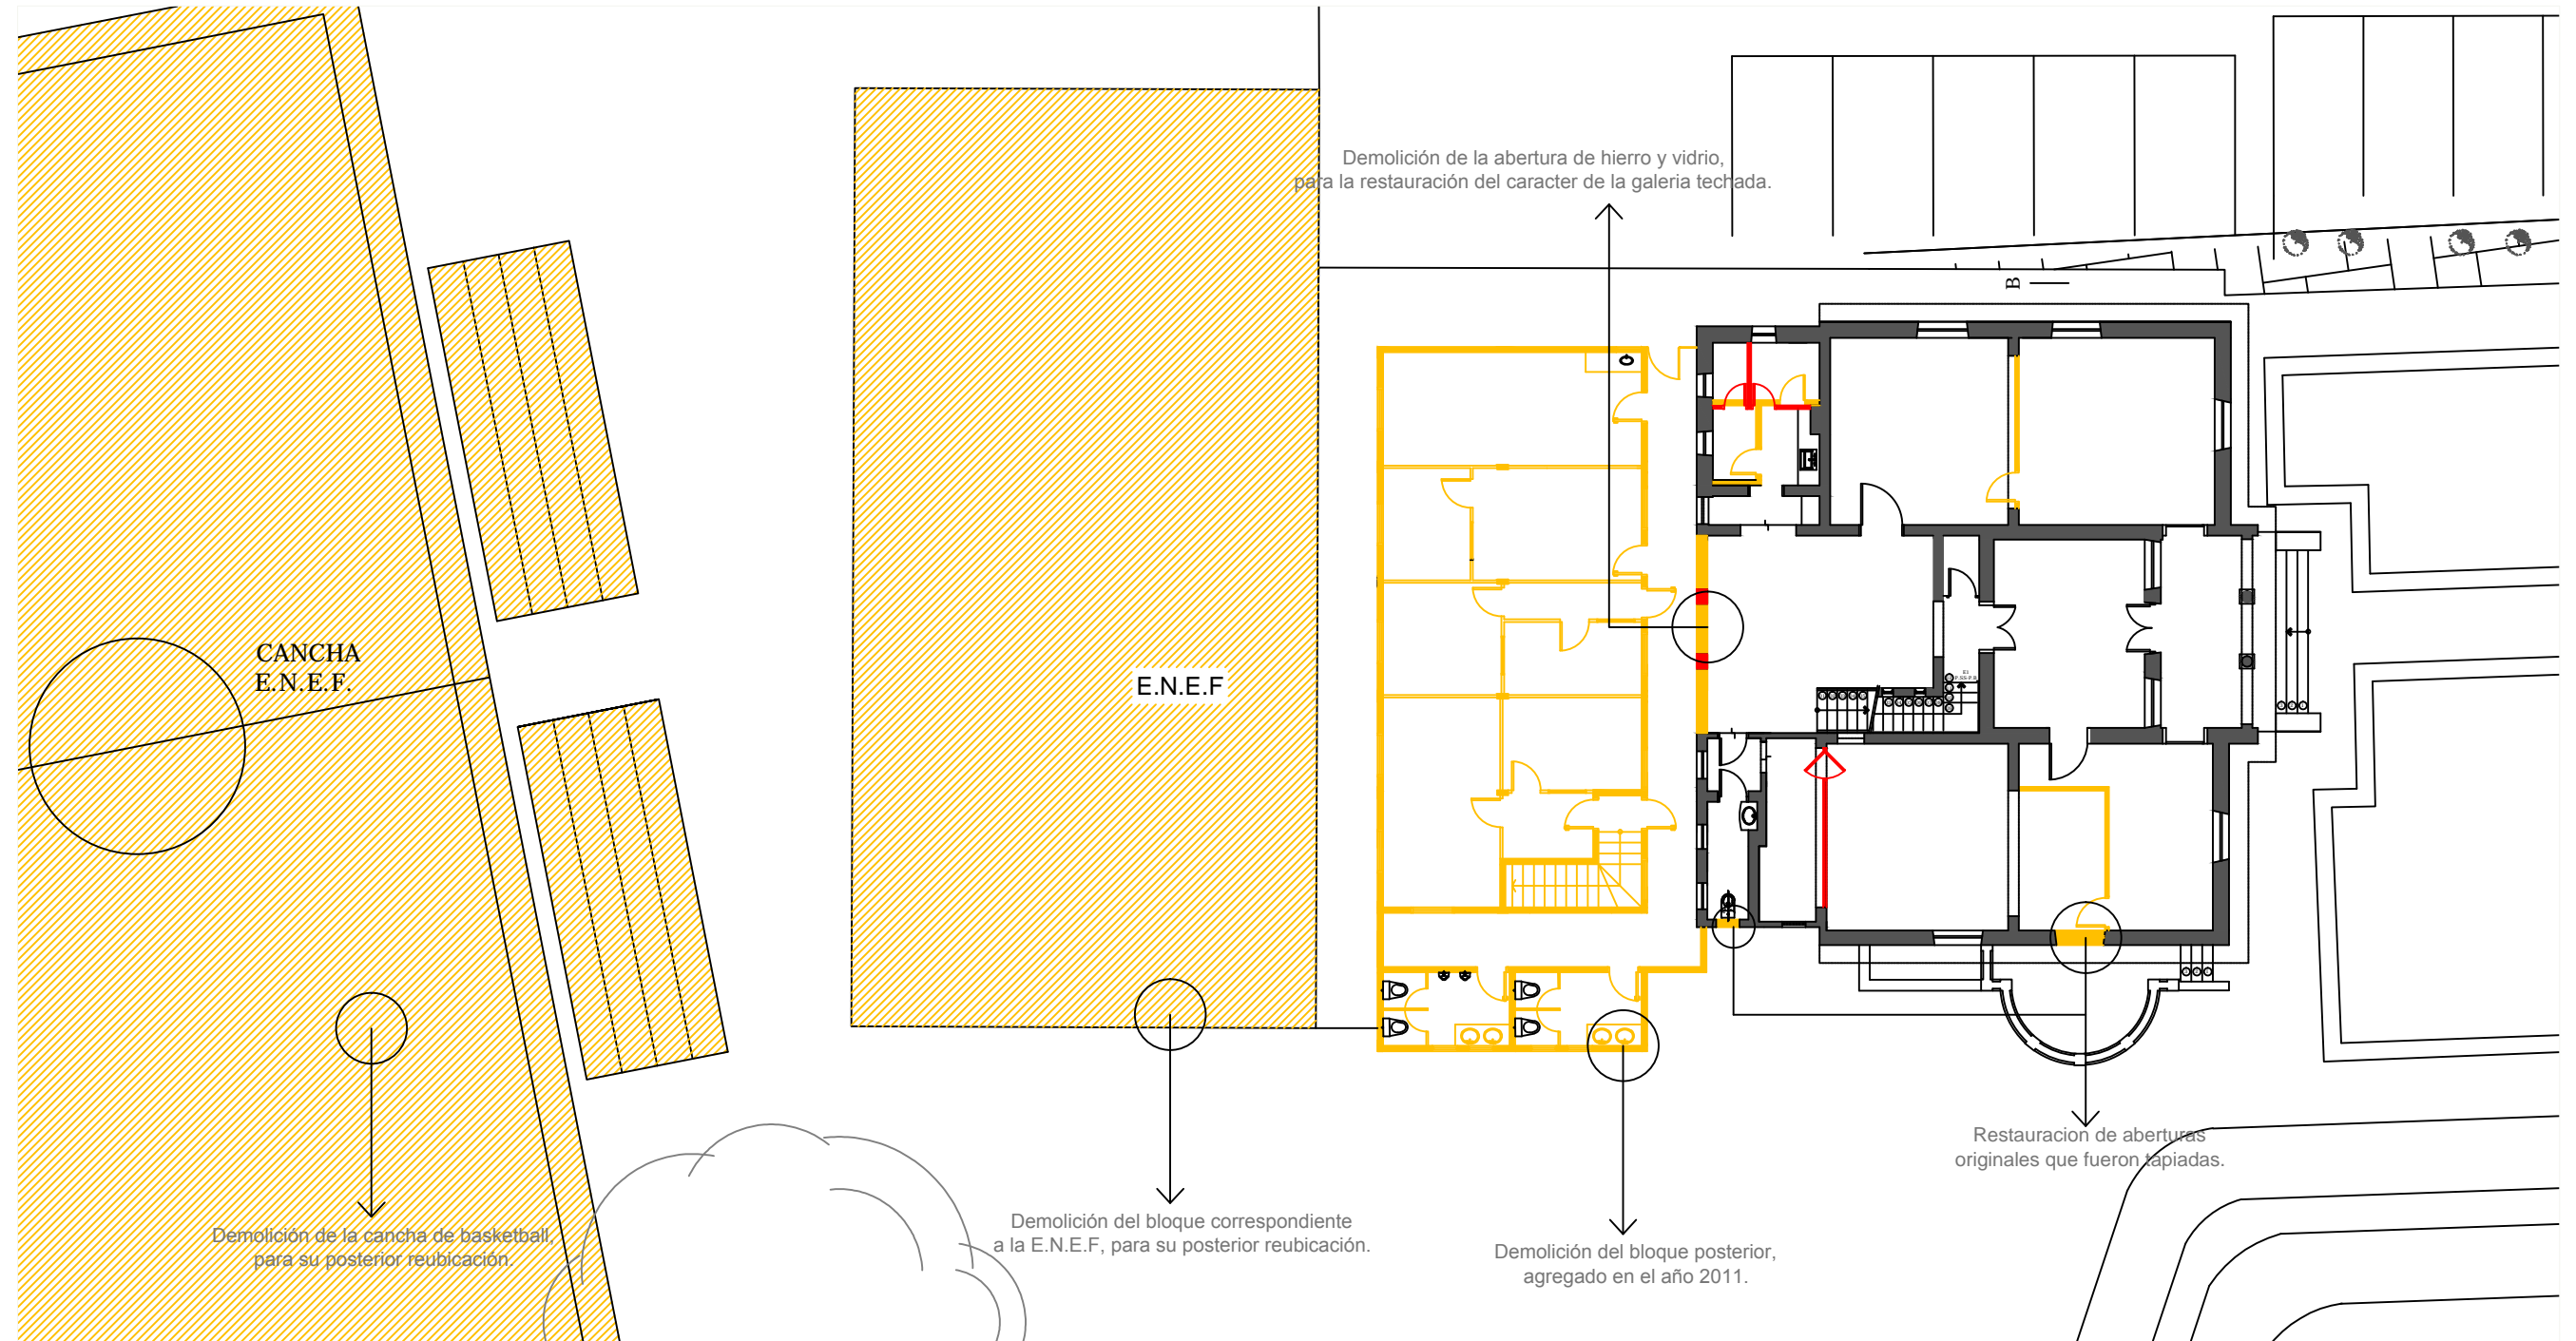 Demolición de la abertura de hierro y vidrio,
para la restauración del caracter de la galeria techada.
B
CANCHA
E.N.E.F.
E.N.E.F
Restauracion de aberturas
originales que fueron tapiadas.
Demolición de la cancha de basketball,
para su posterior reubicación.
Demolición del bloque correspondiente
a la E.N.E.F, para su posterior reubicación.
Demolición del bloque posterior,
agregado en el año 2011.